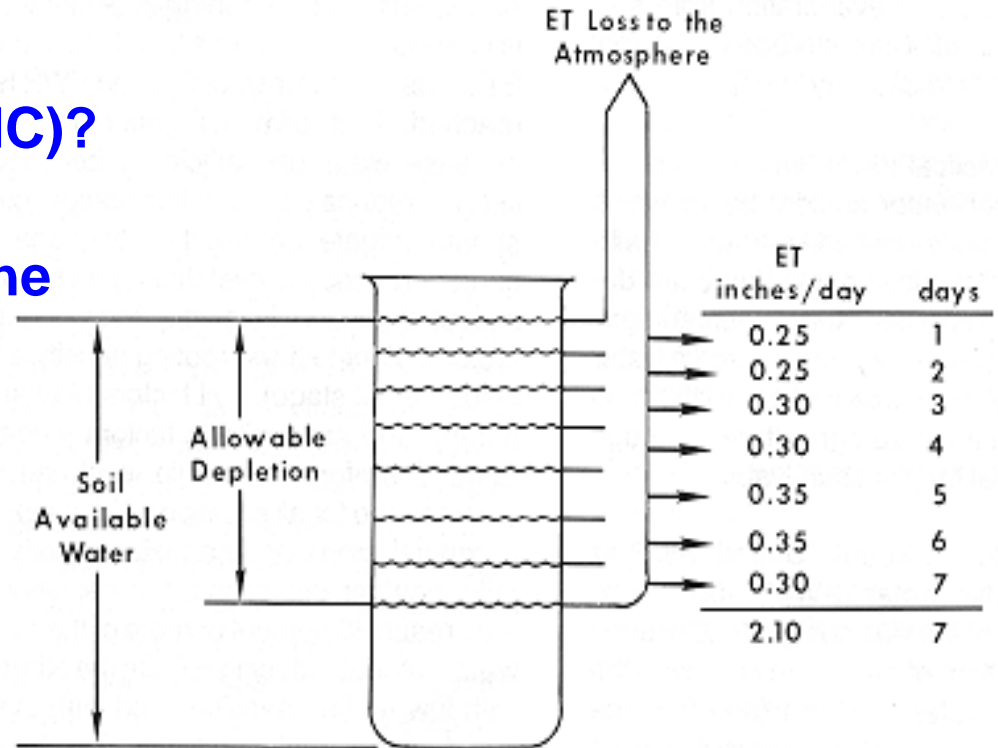 ET Loss to the
Atmosphere
IC)?
ne
ET
inches/day days
0.25 1
0.25 2
0.30 3
0.30 4
0.35 5
0.35 6
0.30 7
2.10 7
Allowable
Depletion
Soil
Available
Water